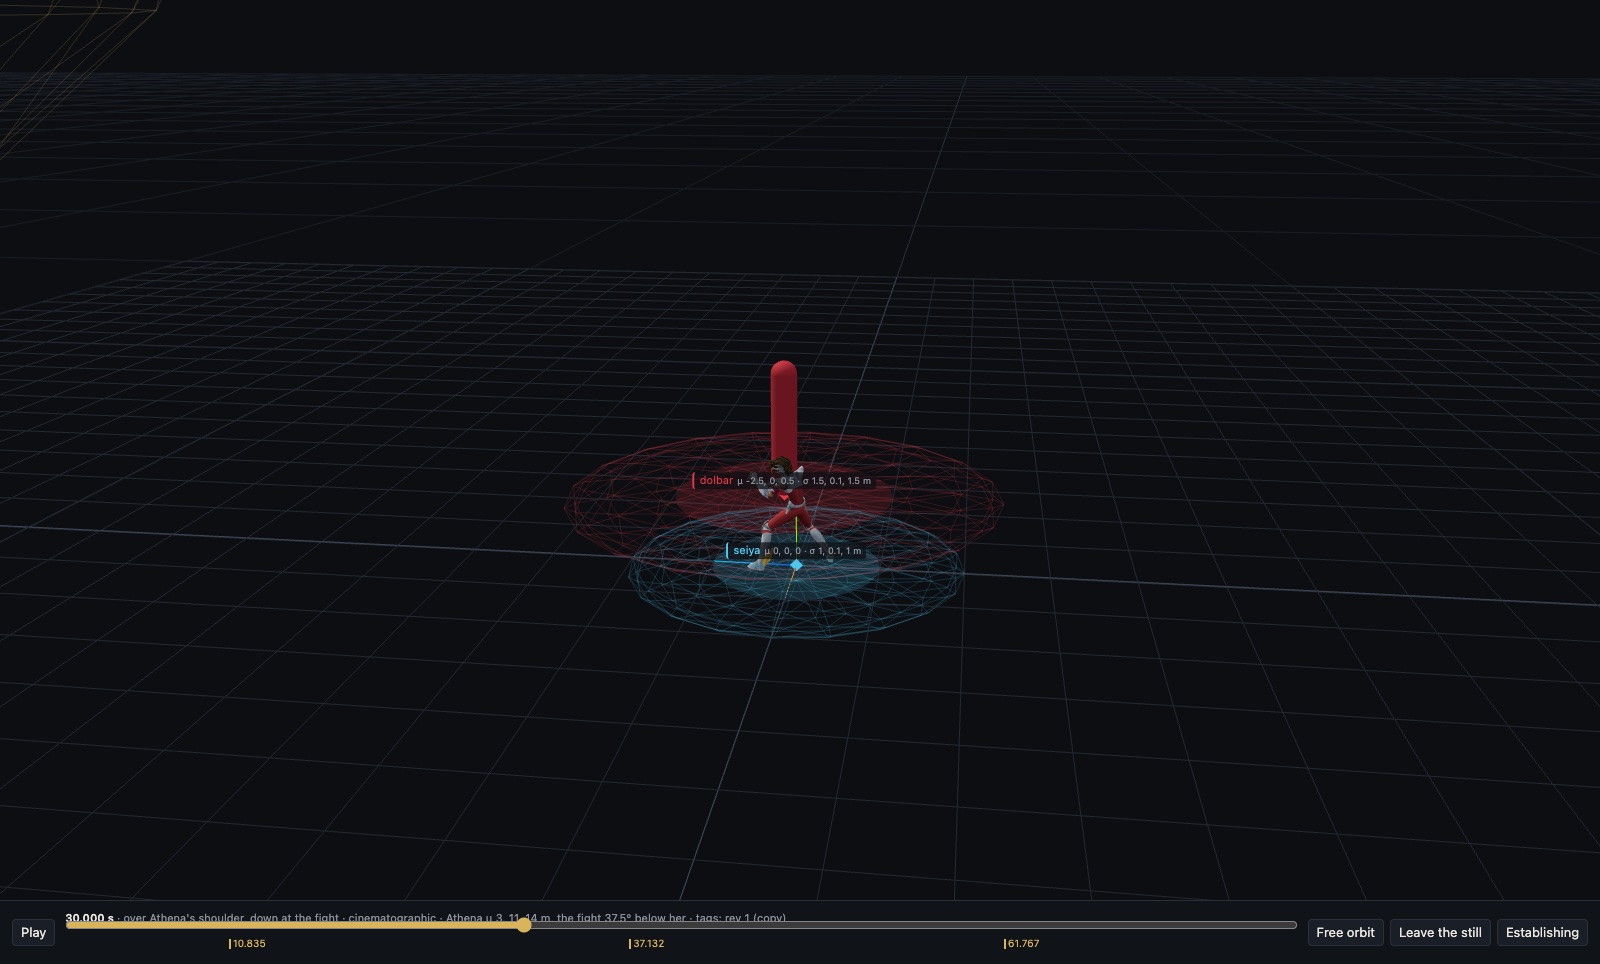 dolbar μ -2.5, 0, 0.5 · σ 1.5, 0.1, 1.5 m
seiya μ 0, 0, 0 · σ 1, 0.1, 1 m
Play
30.000 s · over Athena's shoulder, down at the fight · cinematographic · Athena μ 3, 11, 14 m, the fight 37.5° below her · tags: rev 1 (copy)
10.835
37.132
61.767
Free orbit
Leave the still
Establishing